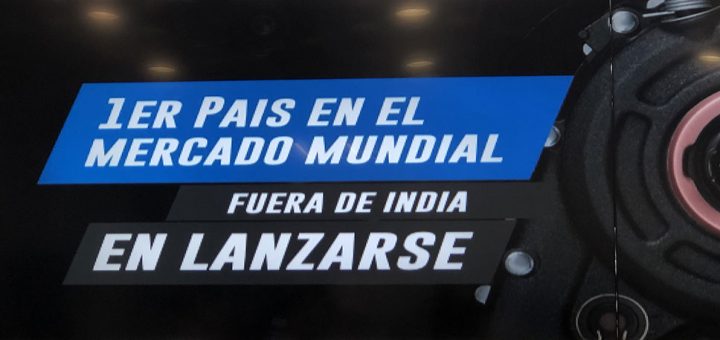 1ER PAIS EN EL
MERCADO MUNDIAL
FUERA DE INDIA
EN LANZARSE